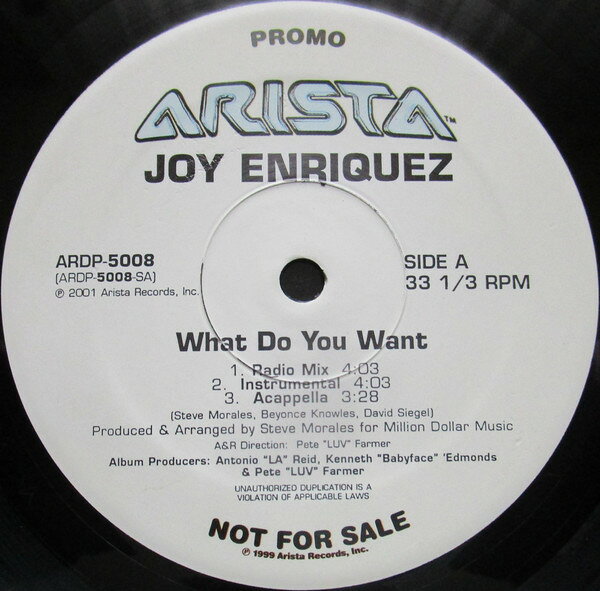 PROMO
ARISTA™
JOY ENRIQUEZ
ARDP-5008
(ARDP-5008-SA)
℗ 2001 Arista Records, Inc.
SIDE A
33 1/3 RPM
What Do You Want
1. Radio Mix 4:03
2. Instrumental 4:03
3. Acappella 3:28
(Steve Morales, Beyonce Knowles, David Siegel)
Produced & Arranged by Steve Morales for Million Dollar Music
A&R Direction: Pete "LUV" Farmer
Album Producers: Antonio "LA" Reid, Kenneth "Babyface" 'Edmonds
& Pete "LUV" Farmer
UNAUTHORIZED DUPLICATION IS A
VIOLATION OF APPLICABLE LAWS
NOT FOR SALE
℗ 1999 Arista Records, Inc.